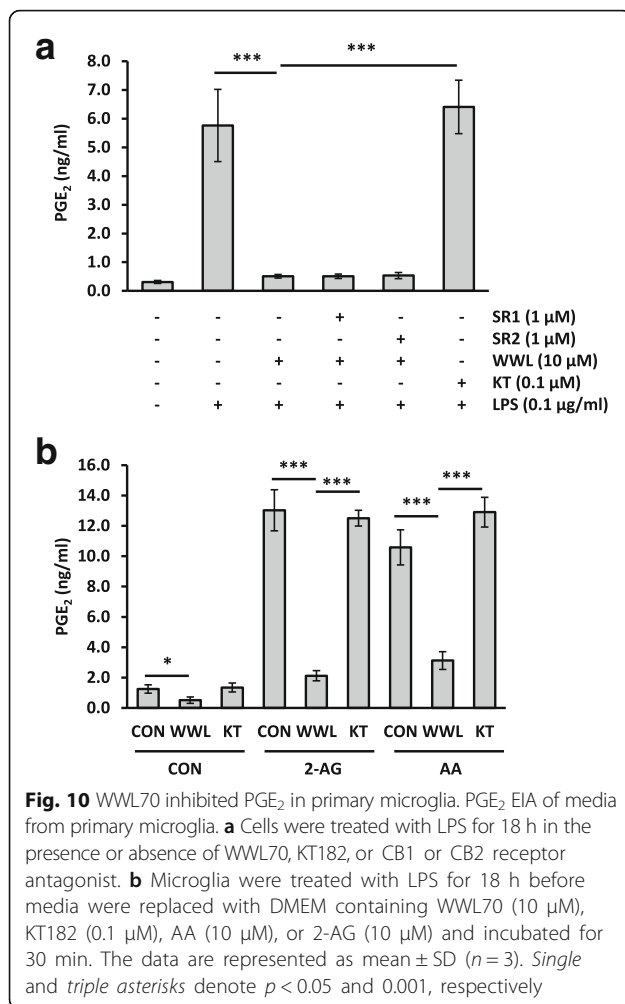 a
*** ***
8.0
7.0
6.0
5.0
4.0
3.0
2.0
1.0
0.0
PGE2 (ng/ml)
- - - + - - SR1 (1 µM)
- - - - + - SR2 (1 µM)
- - + + + - WWL (10 µM)
- - - - - + KT (0.1 µM)
- + + + + + LPS (0.1 µg/ml)
b
16.0
14.0
12.0
10.0
8.0
6.0
4.0
2.0
0.0
PGE2 (ng/ml)
* *** *** *** ***
CON WWL KT CON WWL KT CON WWL KT
CON 2-AG AA
Fig. 10 WWL70 inhibited PGE2 in primary microglia. PGE2 EIA of media
from primary microglia. a Cells were treated with LPS for 18 h in the
presence or absence of WWL70, KT182, or CB1 or CB2 receptor
antagonist. b Microglia were treated with LPS for 18 h before
media were replaced with DMEM containing WWL70 (10 µM),
KT182 (0.1 µM), AA (10 µM), or 2-AG (10 µM) and incubated for
30 min. The data are represented as mean ± SD (n = 3). Single
and triple asterisks denote p < 0.05 and 0.001, respectively